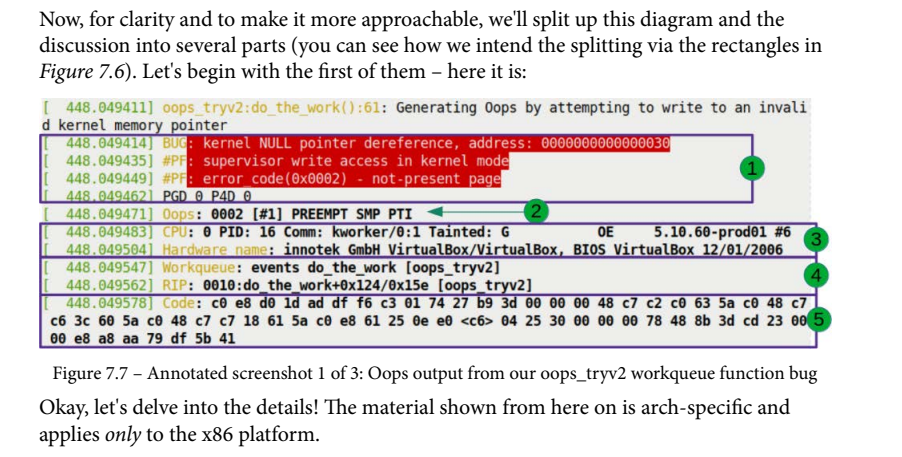 Now, for clarity and to make it more approachable, we'll split up this diagram and the
discussion into several parts (you can see how we intend the splitting via the rectangles in
Figure 7.6). Let's begin with the first of them – here it is:
[  448.049411] oops_tryv2:do_the_work():61: Generating Oops by attempting to write to an invali
d kernel memory pointer
[  448.049414] BUG: kernel NULL pointer dereference, address: 0000000000000030
[  448.049435] #PF: supervisor write access in kernel mode
[  448.049449] #PF: error_code(0x0002) - not-present page
[  448.049462] PGD 0 P4D 0
1
[  448.049471] Oops: 0002 [#1] PREEMPT SMP PTI
2
[  448.049483] CPU: 0 PID: 16 Comm: kworker/0:1 Tainted: G           OE     5.10.60-prod01 #6
[  448.049504] Hardware name: innotek GmbH VirtualBox/VirtualBox, BIOS VirtualBox 12/01/2006
3
[  448.049547] Workqueue: events do_the_work [oops_tryv2]
[  448.049562] RIP: 0010:do_the_work+0x124/0x15e [oops_tryv2]
4
[  448.049578] Code: c0 e8 d0 1d ad df f6 c3 01 74 27 b9 3d 00 00 00 48 c7 c2 c0 63 5a c0 48 c7
c6 3c 60 5a c0 48 c7 c7 18 61 5a c0 e8 61 25 0e e0 <c6> 04 25 30 00 00 00 78 48 8b 3d cd 23 00
00 e8 a8 aa 79 df 5b 41
5
Figure 7.7 – Annotated screenshot 1 of 3: Oops output from our oops_tryv2 workqueue function bug
Okay, let's delve into the details! The material shown from here on is arch-specific and
applies only to the x86 platform.